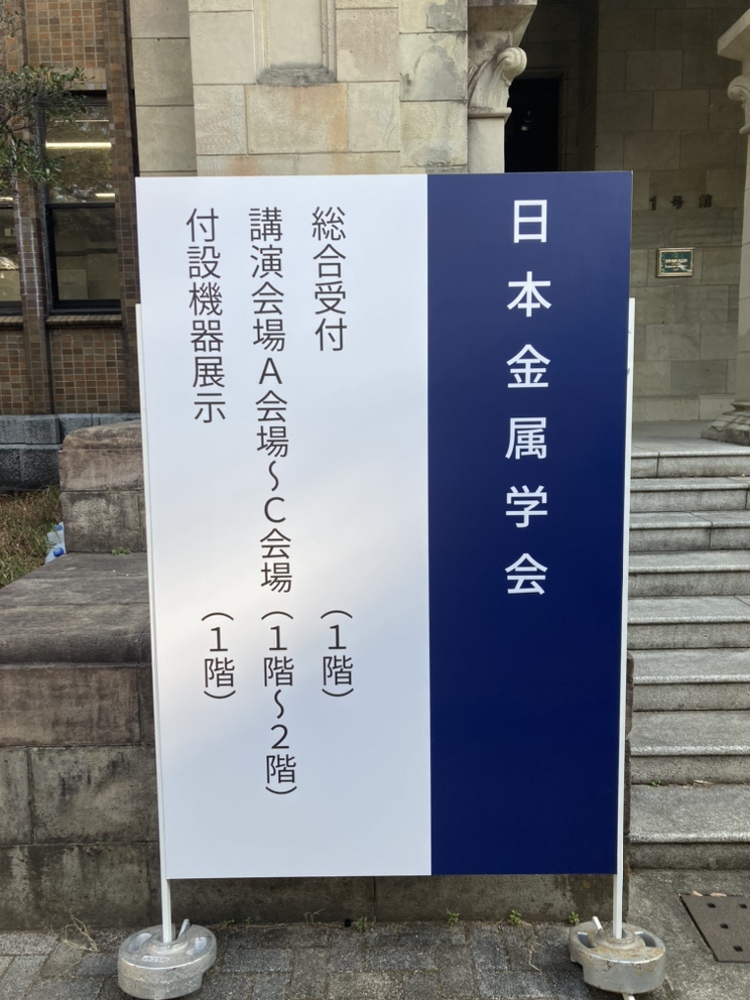 日本金属学会
総合受付 (1階)
講演会場A会場～C会場 (1階～2階)
付設機器展示 (1階)